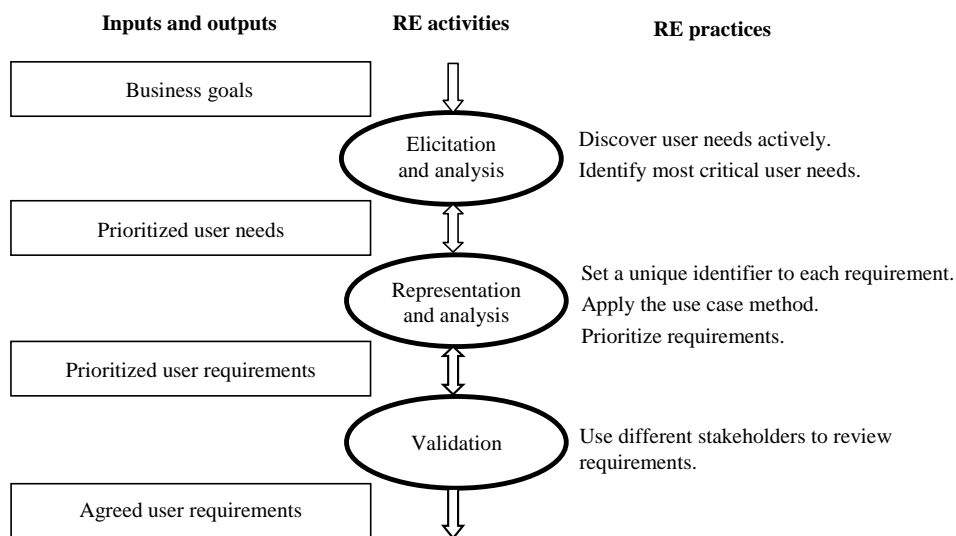 Inputs and outputs
RE activities
RE practices
Business goals
Elicitation
and analysis
Discover user needs actively.
Identify most critical user needs.
Prioritized user needs
Representation
and analysis
Set a unique identifier to each requirement.
Apply the use case method.
Prioritize requirements.
Prioritized user requirements
Validation
Use different stakeholders to review
requirements.
Agreed user requirements